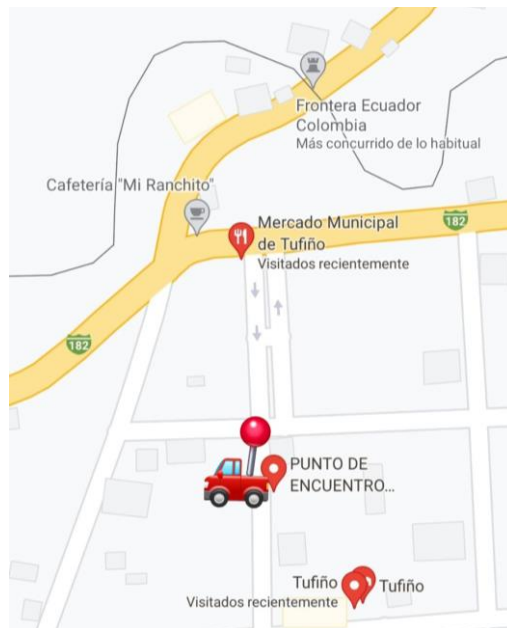 Frontera Ecuador
Colombia
Más concurrido de lo habitual
Cafetería "Mi Ranchito"
Mercado Municipal
de Tufiño
Visitados recientemente
182
182
PUNTO DE
ENCUENTRO...
Tufiño
Tufiño
Visitados recientemente